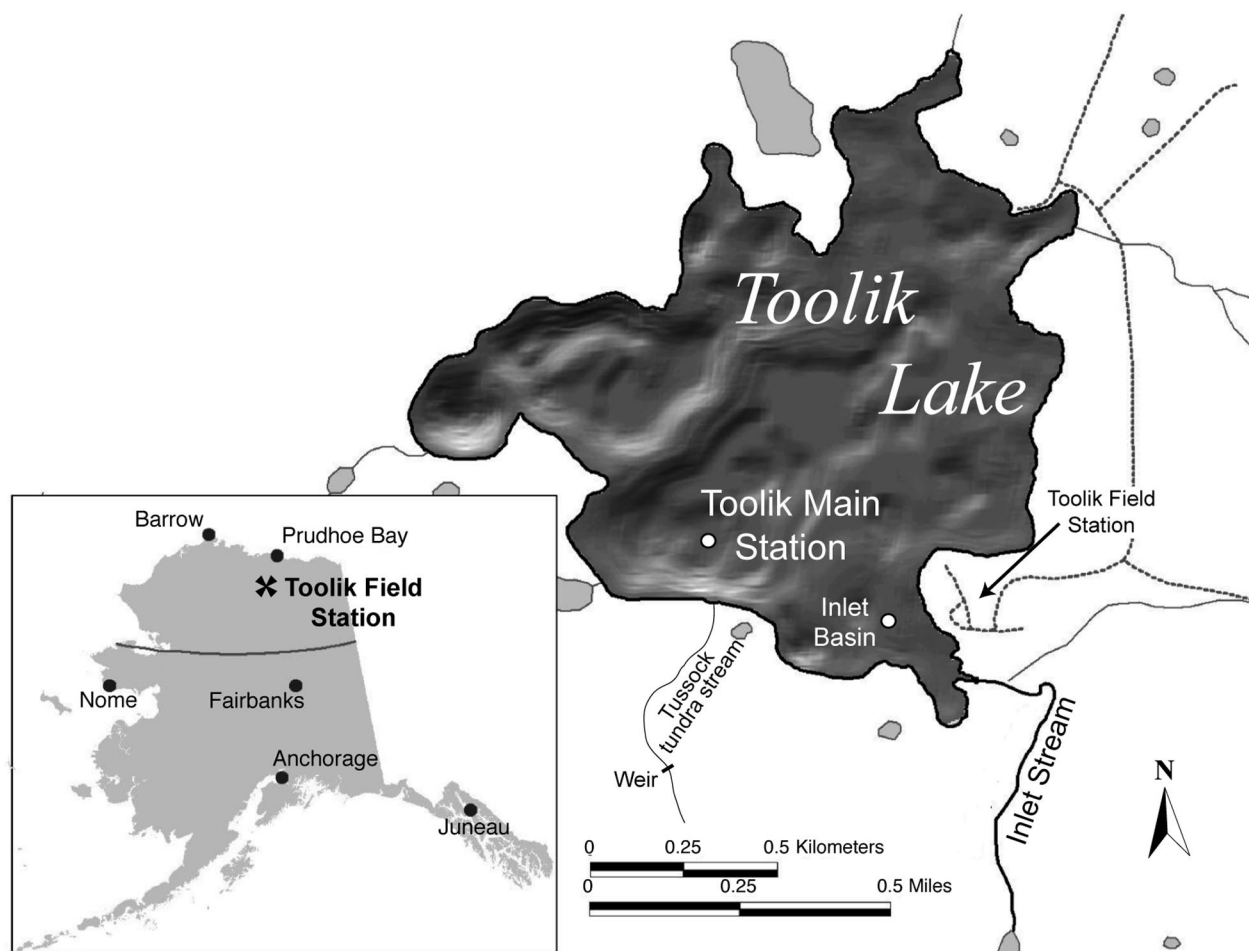 Toolik
Lake
Toolik Main
Station
Inlet
Basin
Toolik Field
Station
Tussock
tundra stream
Weir
Inlet Stream
N
0 0.25 0.5 Kilometers
0 0.25 0.5 Miles
Barrow
Prudhoe Bay
Toolik Field
Station
Nome
Fairbanks
Anchorage
Juneau